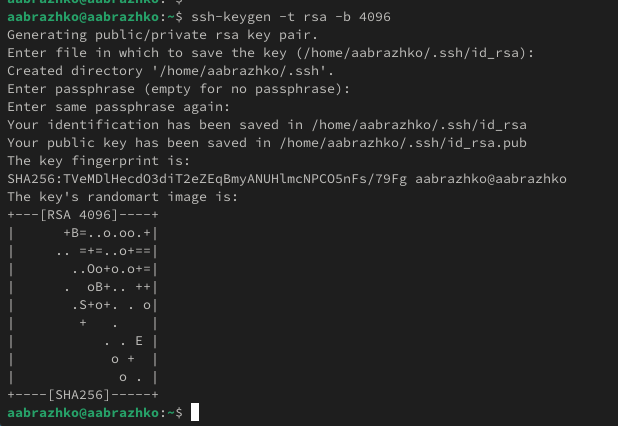 aabrazhko@aabrazhko:~$ ssh-keygen -t rsa -b 4096
Generating public/private rsa key pair.
Enter file in which to save the key (/home/aabrazhko/.ssh/id_rsa):
Created directory '/home/aabrazhko/.ssh'.
Enter passphrase (empty for no passphrase):
Enter same passphrase again:
Your identification has been saved in /home/aabrazhko/.ssh/id_rsa
Your public key has been saved in /home/aabrazhko/.ssh/id_rsa.pub
The key fingerprint is:
SHA256:TVeMDlHecdO3diT2eZEqBmyANUHlmcNPCO5nFs/79Fg aabrazhko@aabrazhko
The key's randomart image is:
+---[RSA 4096]----+
|      +B=..o.oo.+|
|     .. =+=..o+==|
|       ..Oo+o.o+=|
|      .  oB+.. ++|
|       .S+o+. . o|
|        +   .    |
|           . . E |
|            o +  |
|             o . |
+----[SHA256]-----+
aabrazhko@aabrazhko:~$